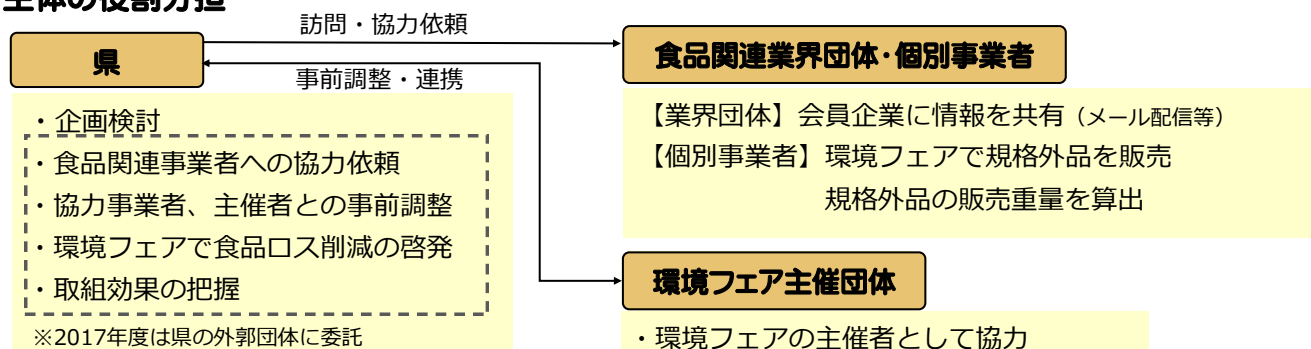 主体の役割分担
訪問・協力依頼
県
事前調整・連携
食品関連業界団体・個別事業者
・企画検討
・食品関連事業者への協力依頼
・協力事業者、主催者との事前調整
・環境フェアで食品ロス削減の啓発
・取組効果の把握
※2017年度は県の外郭団体に委託
【業界団体】会員企業に情報を共有（メール配信等）
【個別事業者】環境フェアで規格外品を販売
規格外品の販売重量を算出
環境フェア主催団体
・環境フェアの主催者として協力